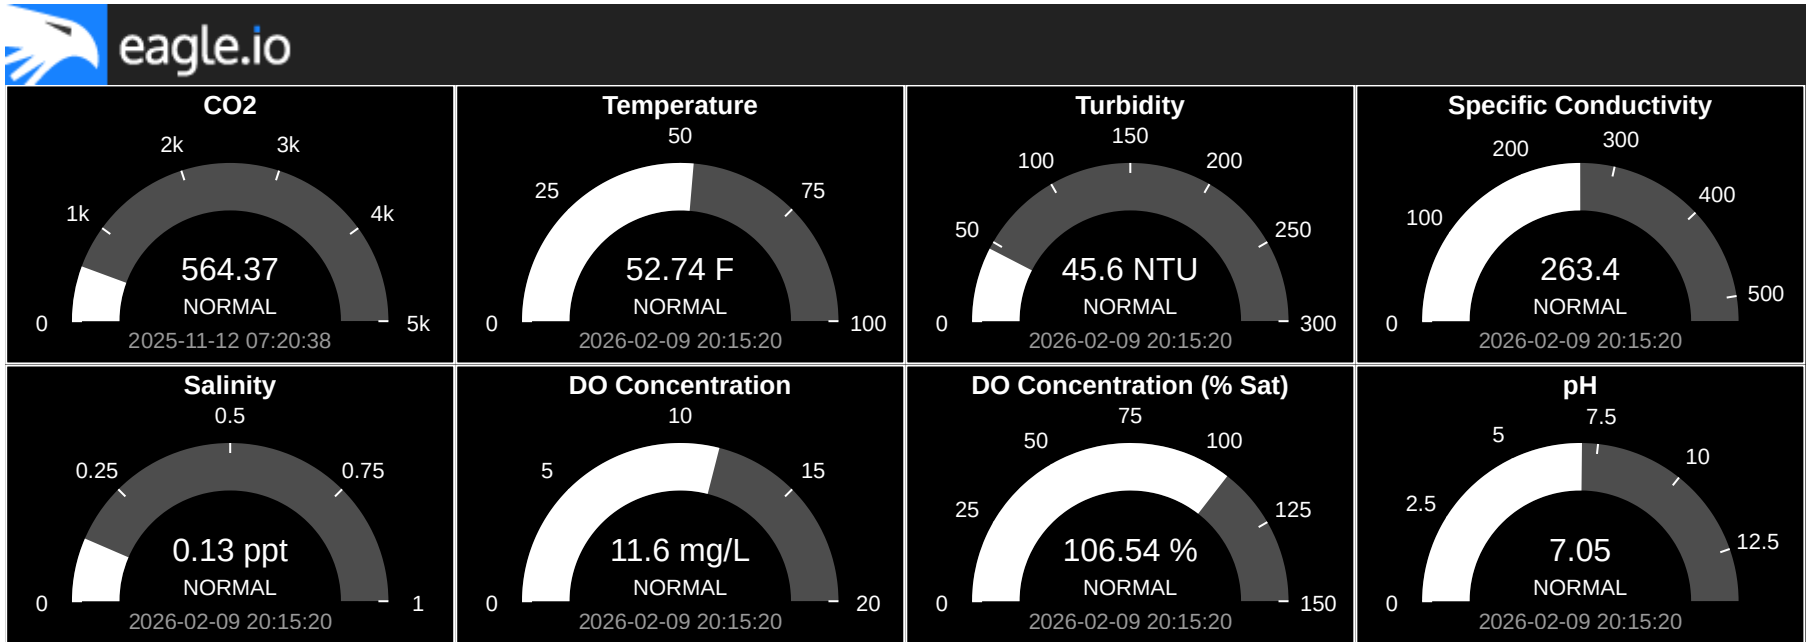 eagle.io
CO2
2k
3k
1k
4k
564.37
NORMAL
0
5k
2025-11-12 07:20:38
Temperature
50
25
75
52.74 F
NORMAL
0
100
2026-02-09 20:15:20
Turbidity
150
100
200
50
250
45.6 NTU
NORMAL
0
300
2026-02-09 20:15:20
Specific Conductivity
300
200
400
100
263.4
500
NORMAL
0
2026-02-09 20:15:20
Salinity
0.5
0.25
0.75
0.13 ppt
NORMAL
0
1
2026-02-09 20:15:20
DO Concentration
10
5
15
11.6 mg/L
NORMAL
0
20
2026-02-09 20:15:20
DO Concentration (% Sat)
75
50
100
25
125
106.54 %
NORMAL
0
150
2026-02-09 20:15:20
pH
7.5
5
10
2.5
12.5
7.05
NORMAL
0
2026-02-09 20:15:20